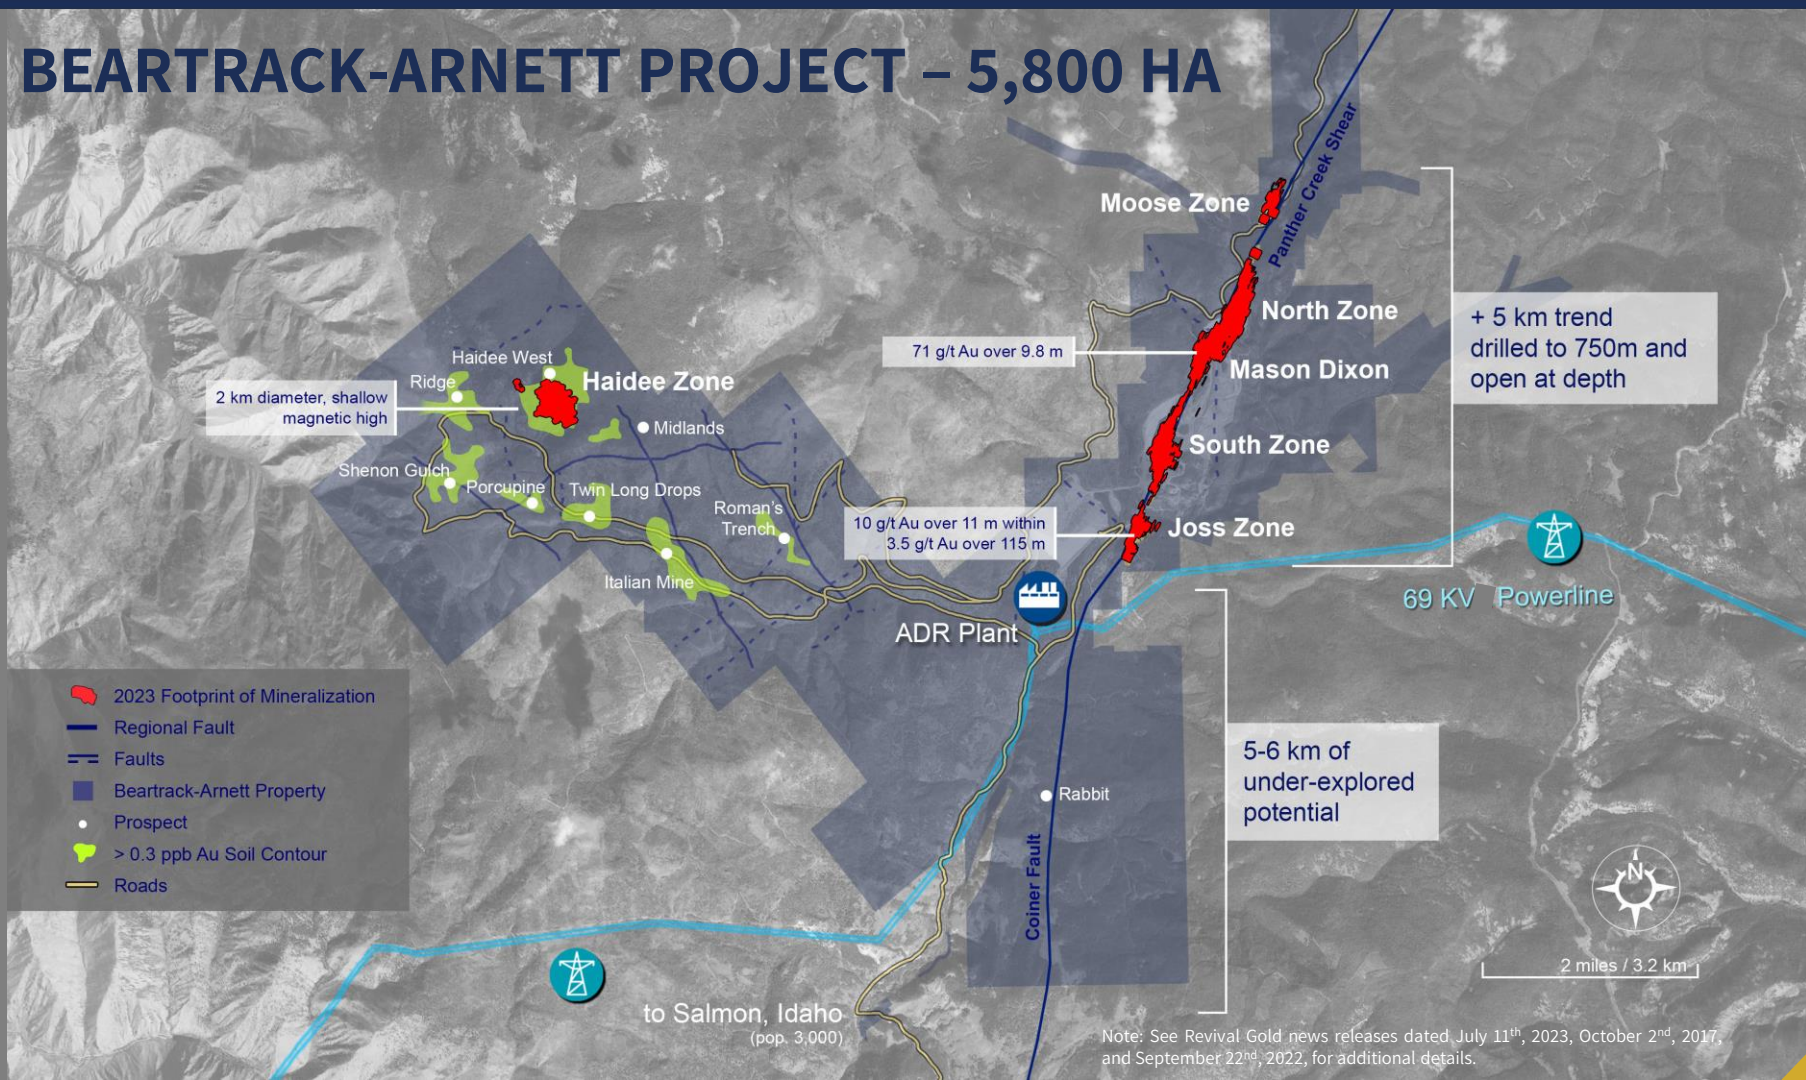 BEARTRACK-ARNETT PROJECT – 5,800 HA
Panther Creek Shear
Moose Zone
North Zone
+ 5 km trend
drilled to 750m and
open at depth
71 g/t Au over 9.8 m
Mason Dixon
Haidee West
Ridge
Haidee Zone
2 km diameter, shallow
magnetic high
Midlands
South Zone
Shenon Gulch
Porcupine
Twin Long Drops
Roman's
Trench
10 g/t Au over 11 m within
3.5 g/t Au over 115 m
Joss Zone
Italian Mine
69 KV Powerline
ADR Plant
2023 Footprint of Mineralization
Regional Fault
Faults
Beartrack-Arnett Property
Prospect
> 0.3 ppb Au Soil Contour
Roads
5-6 km of
under-explored
potential
Rabbit
Coiner Fault
N
2 miles / 3.2 km
to Salmon, Idaho
(pop. 3,000)
Note: See Revival Gold news releases dated July 11th, 2023, October 2nd, 2017,
and September 22nd, 2022, for additional details.